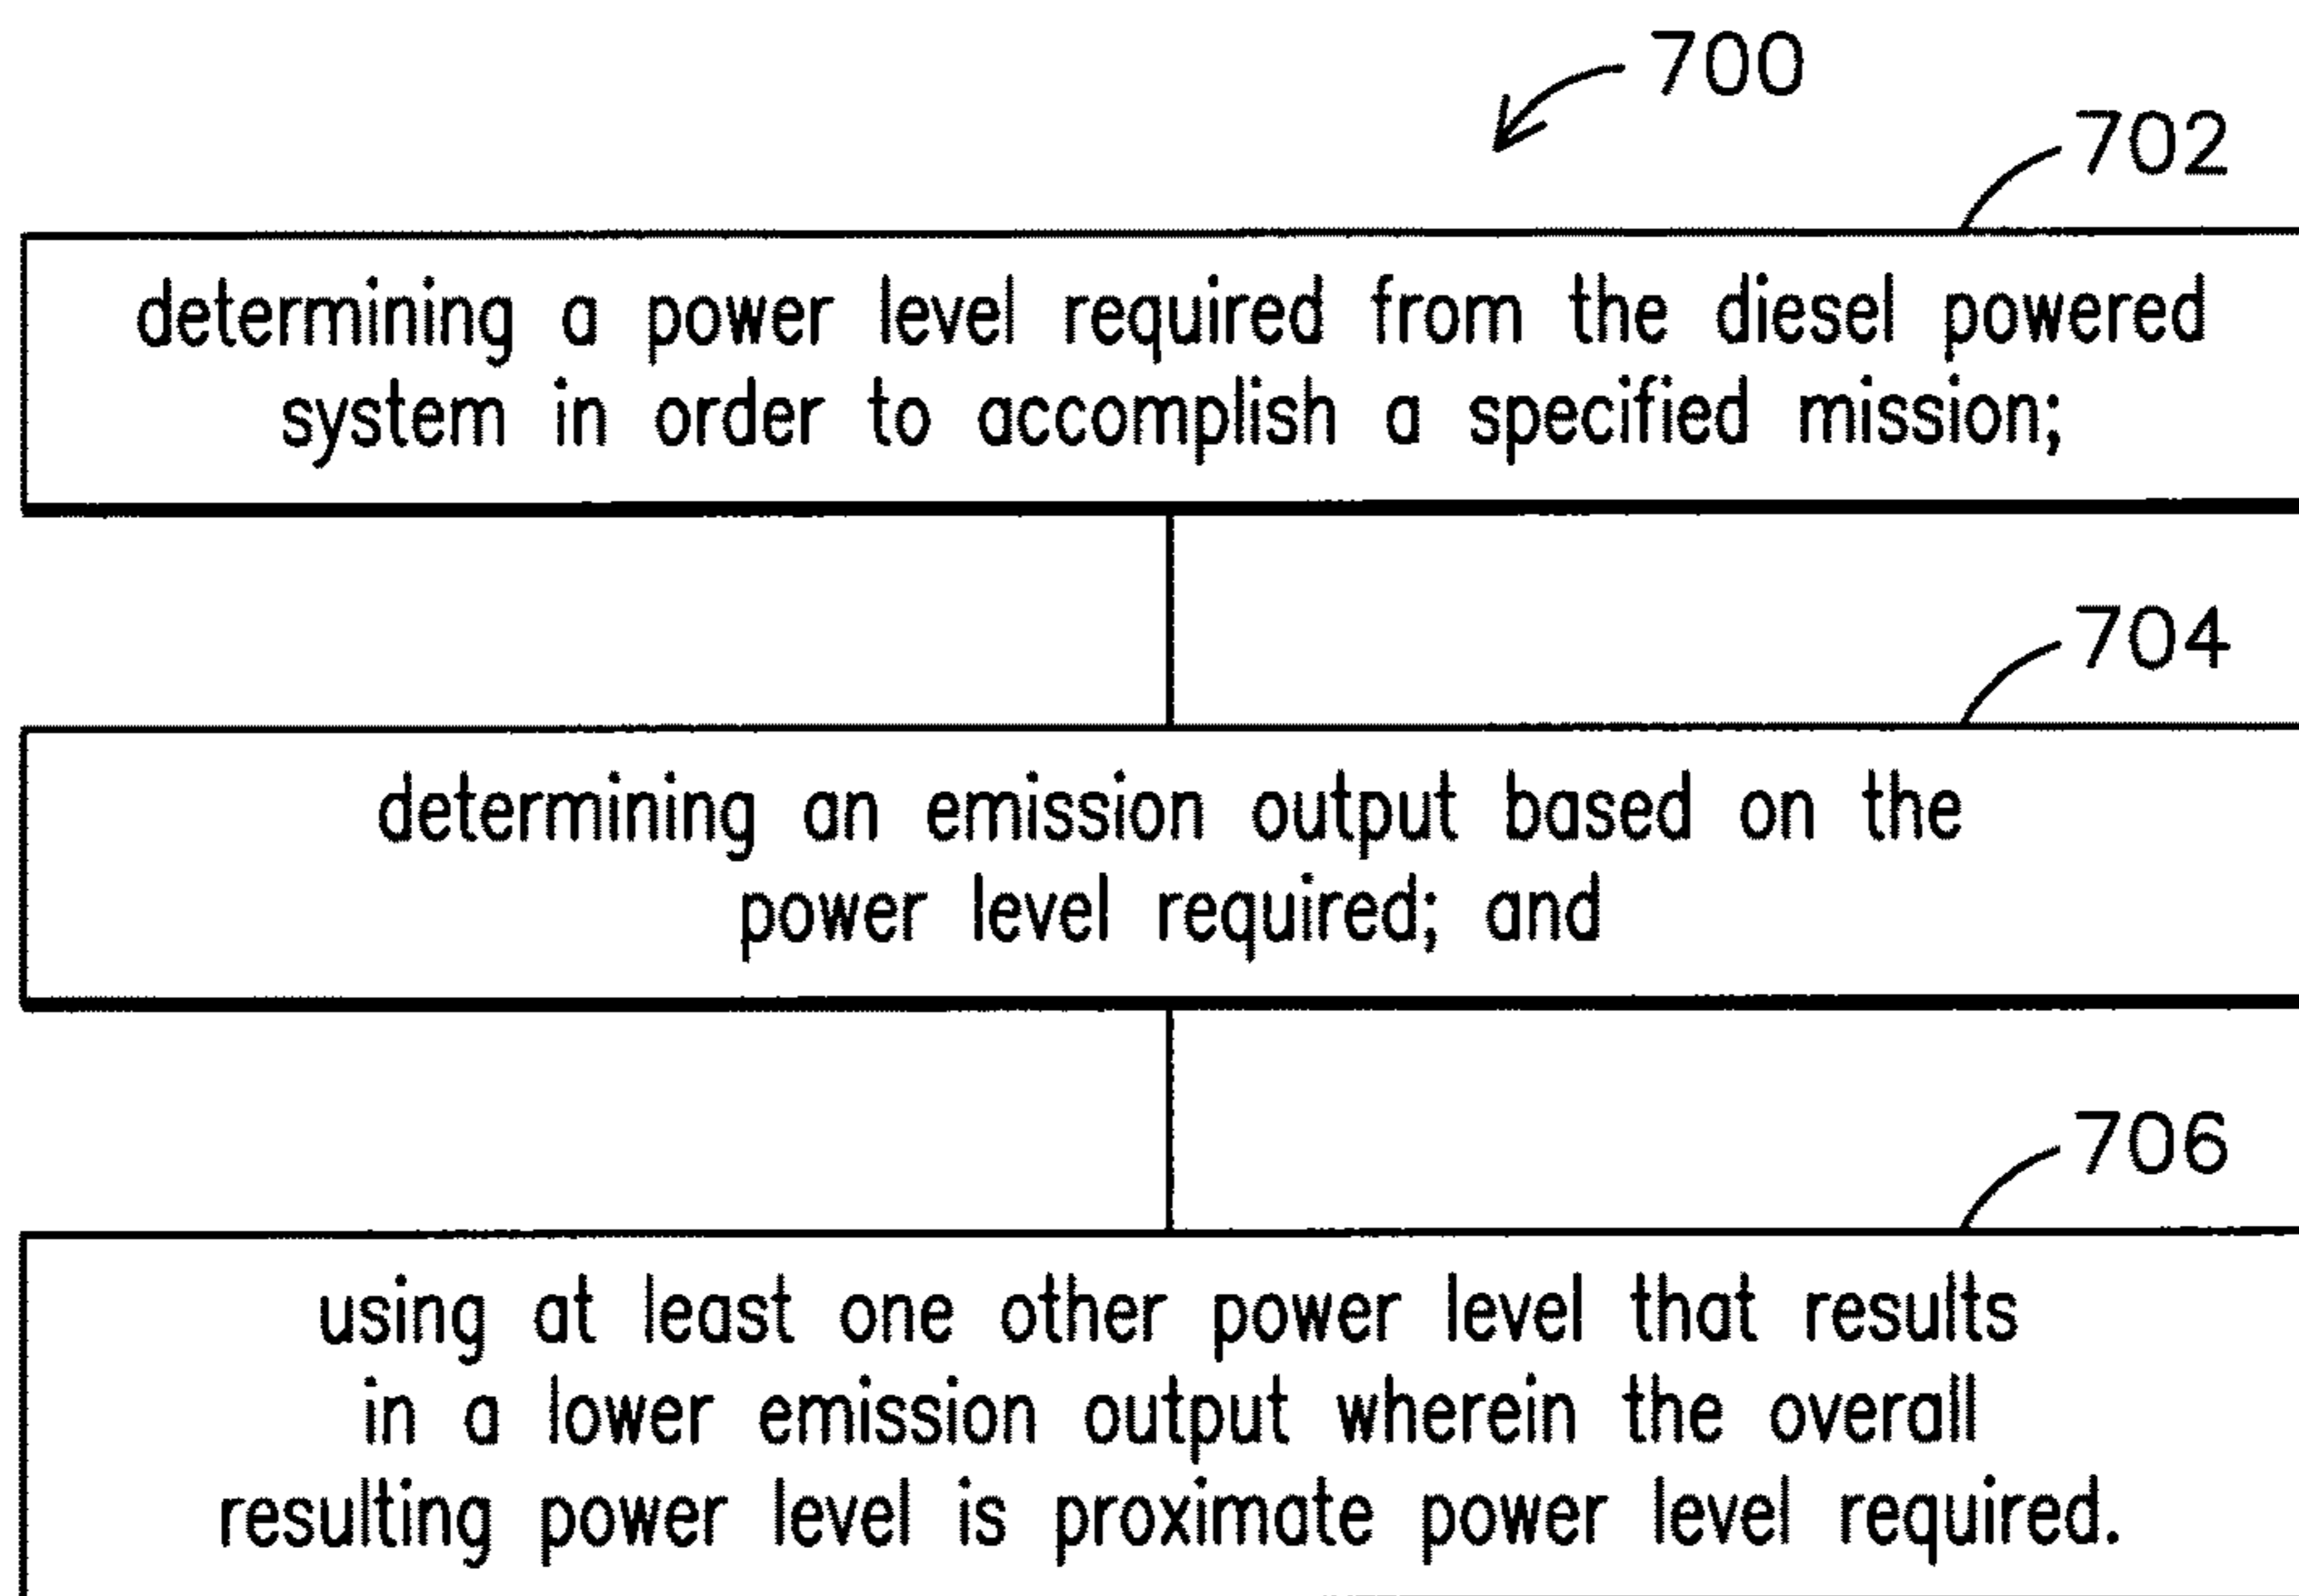 700
702
determining a power level required from the diesel powered
system in order to accomplish a specified mission;
704
determining an emission output based on the
power level required; and
706
using at least one other power level that results
in a lower emission output wherein the overall
resulting power level is proximate power level required.